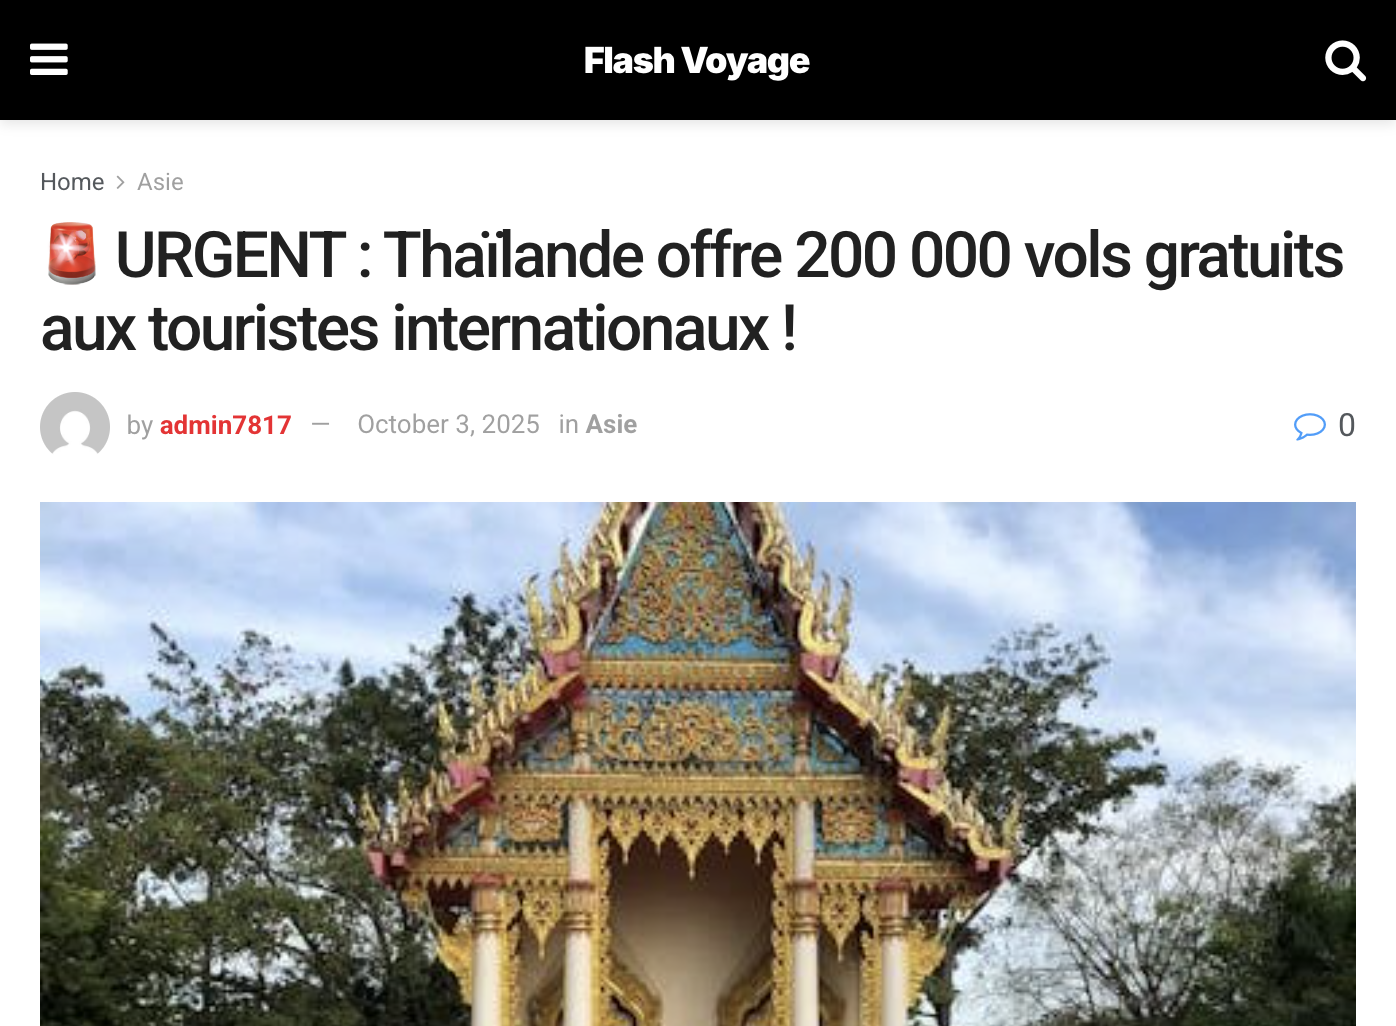 Flash Voyage
Home > Asie
🚨 URGENT : Thaïlande offre 200 000 vols gratuits
aux touristes internationaux !
by admin7817 — October 3, 2025 in Asie
0